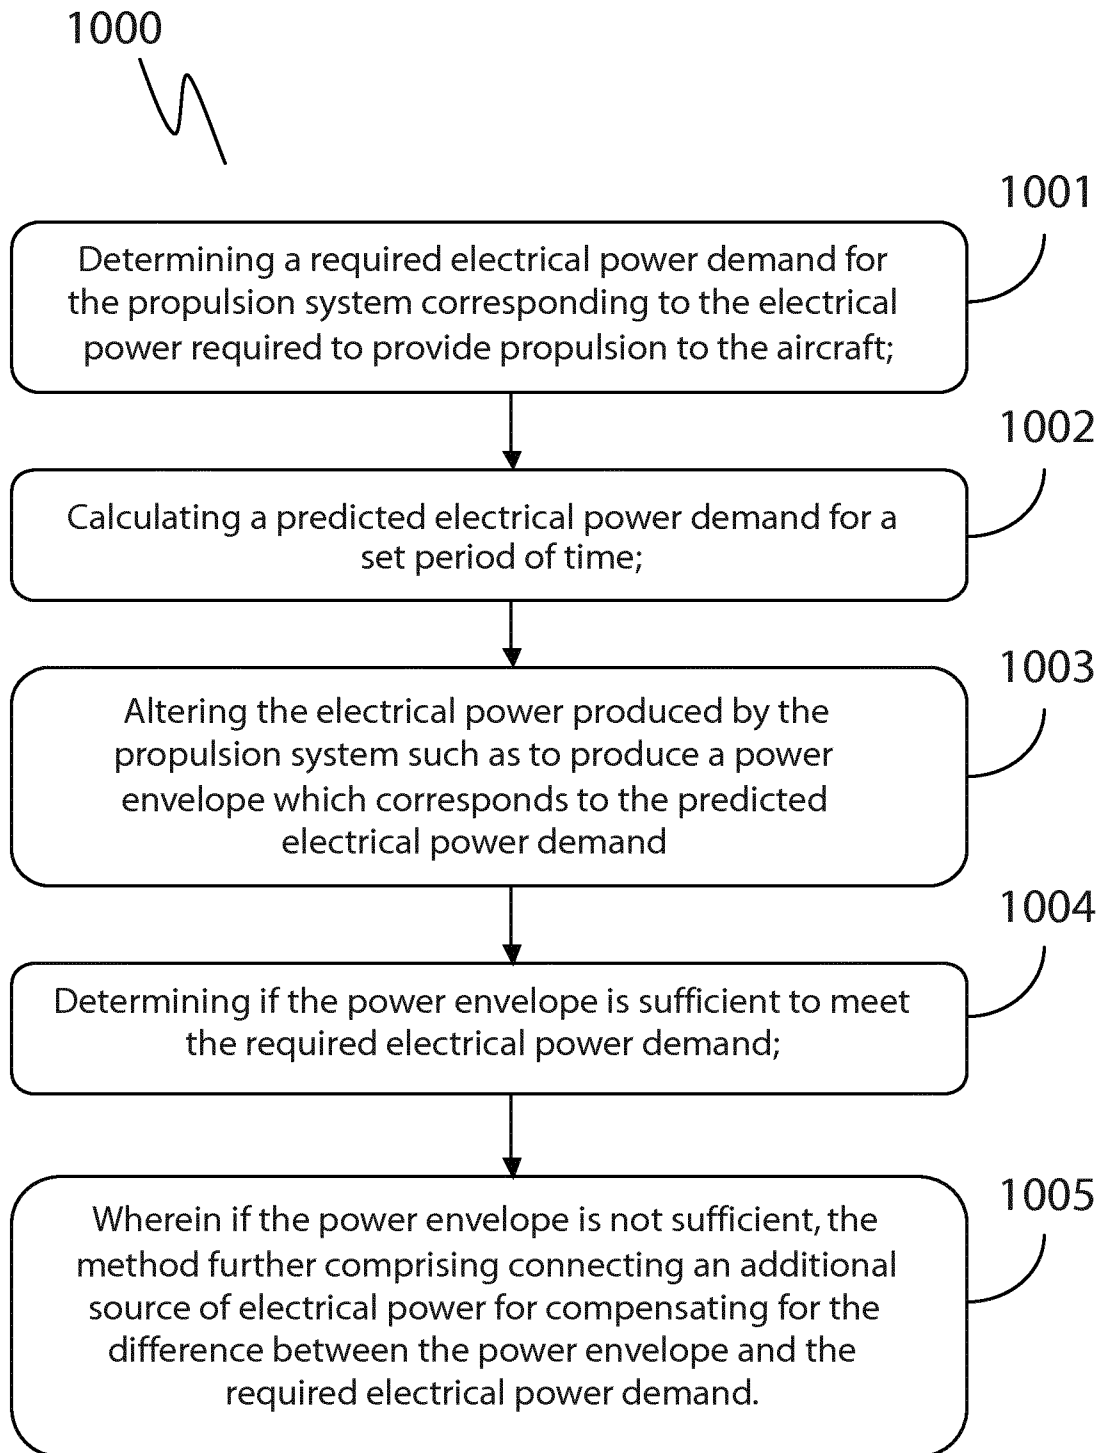 1000
1001
Determining a required electrical power demand for
the propulsion system corresponding to the electrical
power required to provide propulsion to the aircraft;
1002
Calculating a predicted electrical power demand for a
set period of time;
1003
Altering the electrical power produced by the
propulsion system such as to produce a power
envelope which corresponds to the predicted
electrical power demand
1004
Determining if the power envelope is sufficient to meet
the required electrical power demand;
1005
Wherein if the power envelope is not sufficient, the
method further comprising connecting an additional
source of electrical power for compensating for the
difference between the power envelope and the
required electrical power demand.